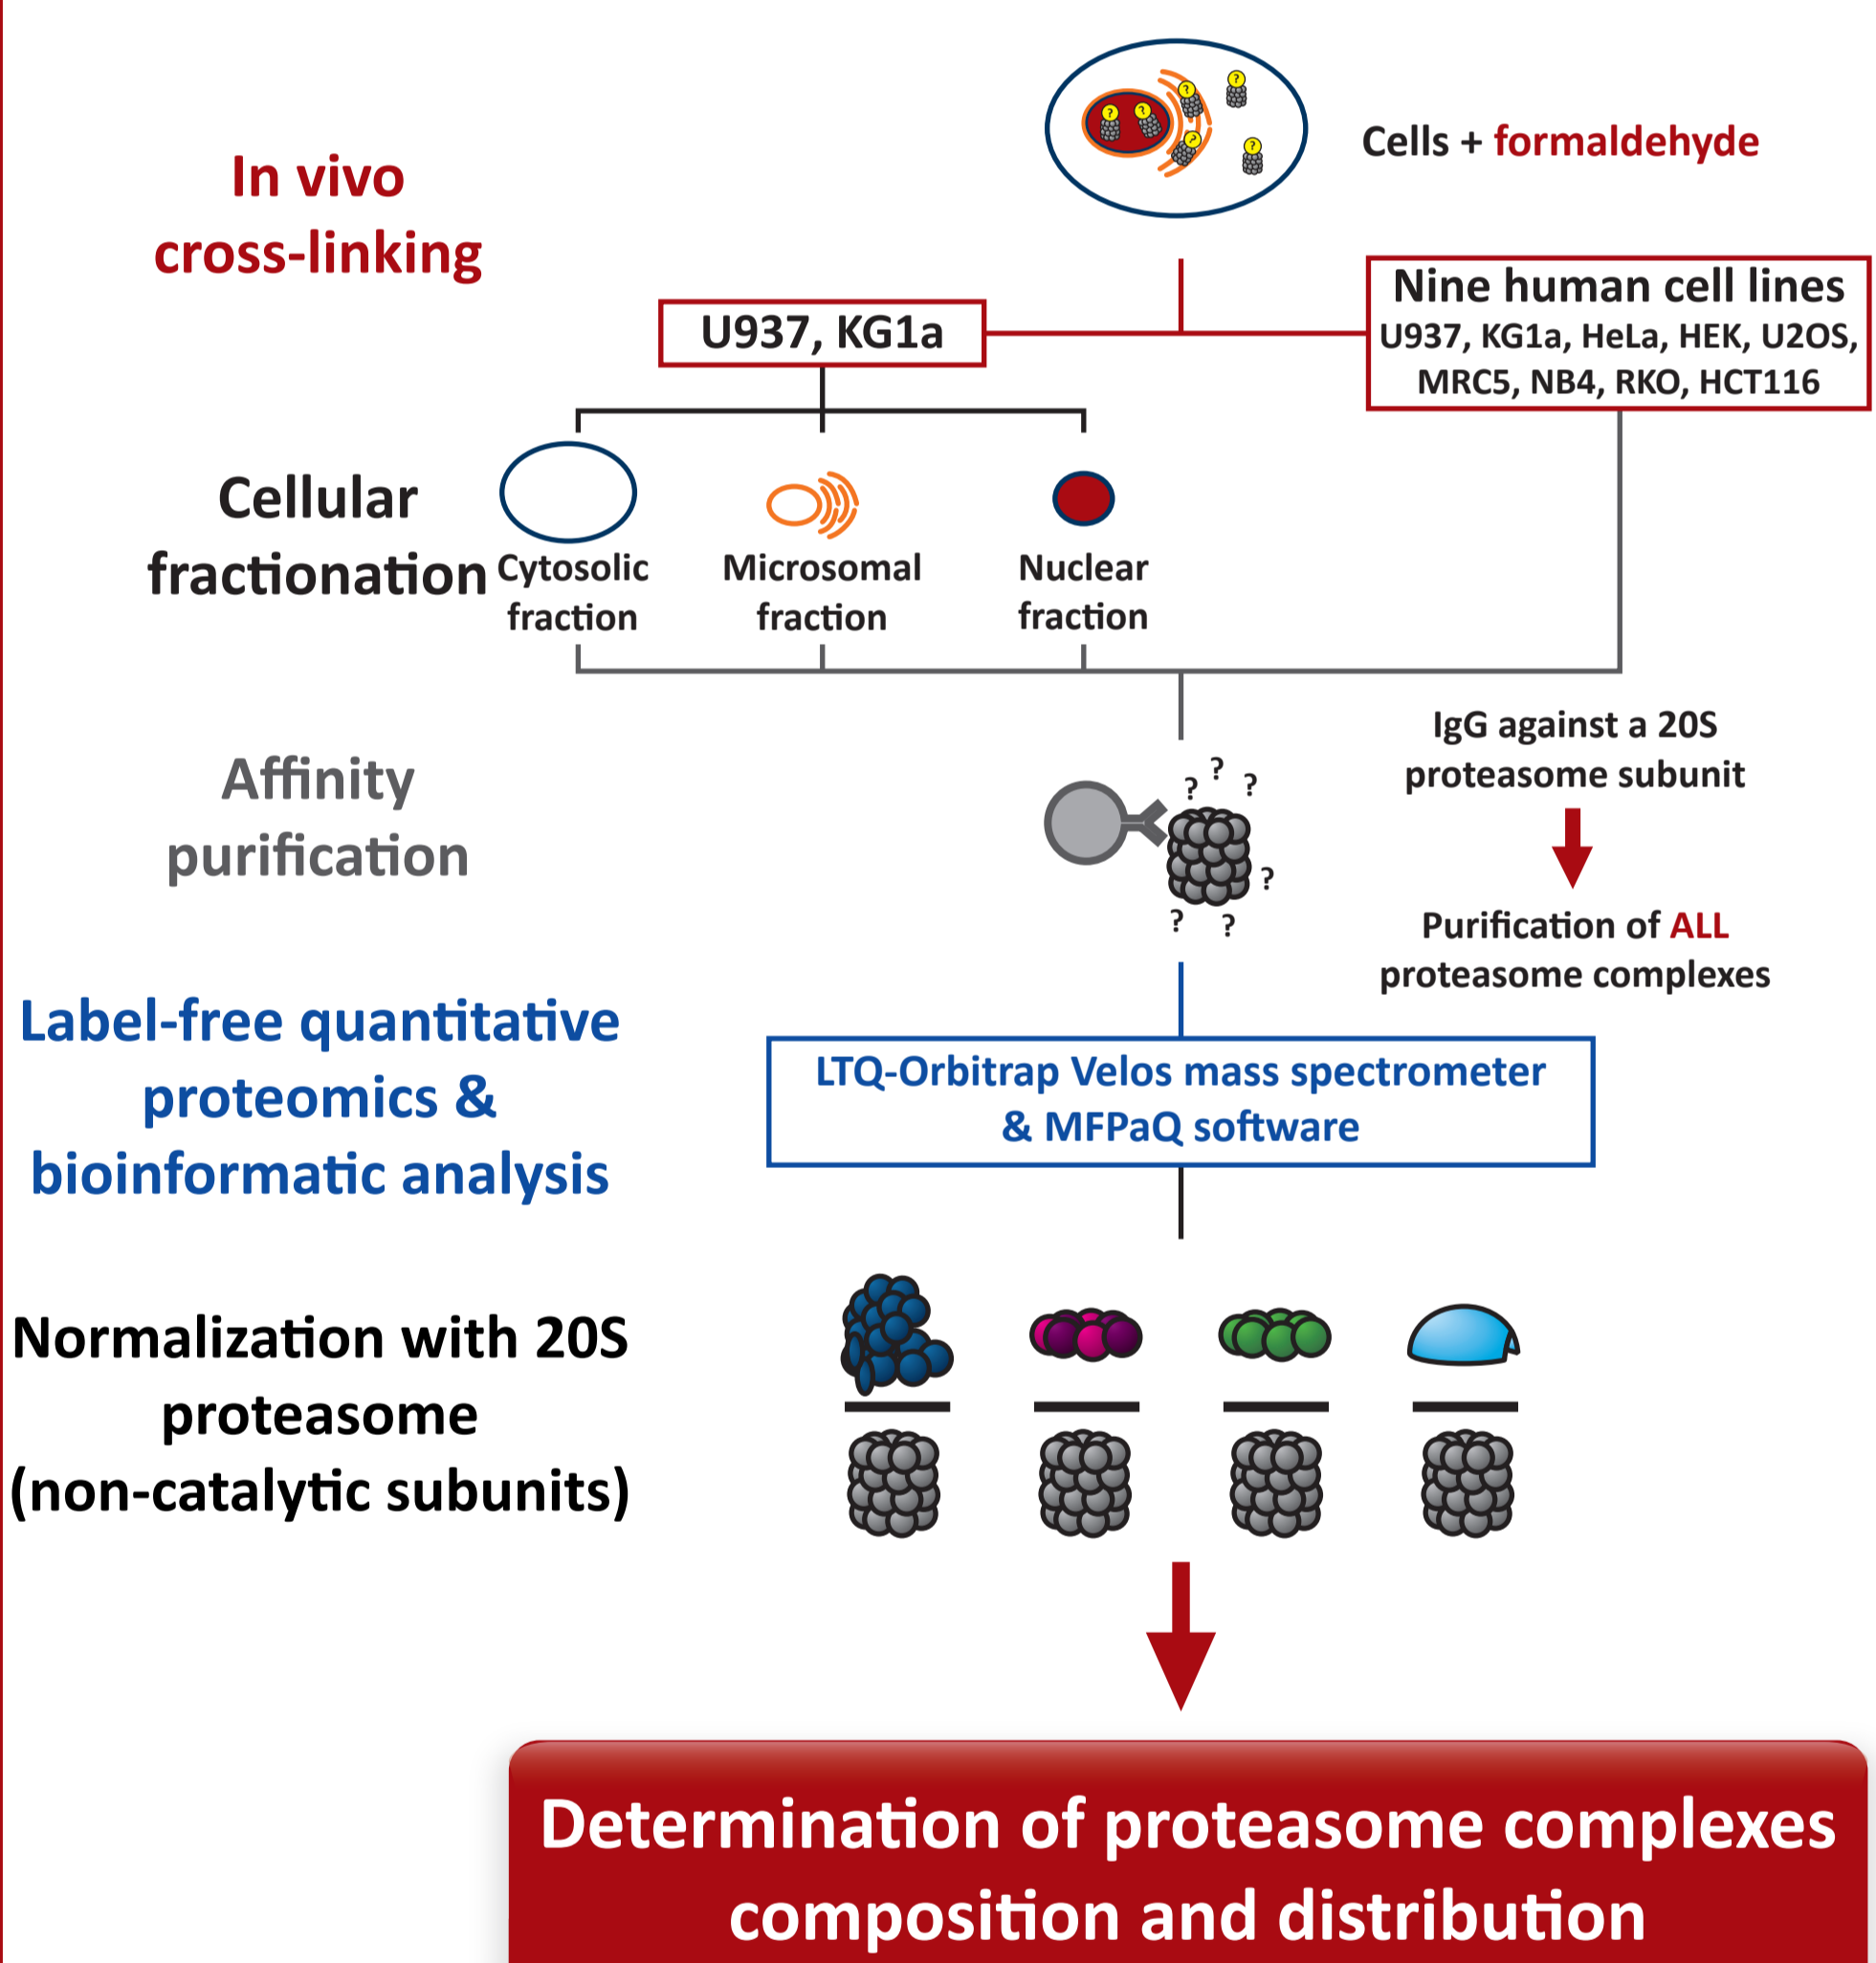 In vivo
cross-linking
Cells + formaldehyde
? ? ? ? ? ?
U937, KG1a
Nine human cell lines
U937, KG1a, HeLa, HEK, U2OS,
MRC5, NB4, RKO, HCT116
Cellular
fractionation
Cytosolic
fraction
Microsomal
fraction
Nuclear
fraction
Affinity
purification
? ? ? ? ? ?
IgG against a 20S
proteasome subunit
Purification of ALL
proteasome complexes
Label-free quantitative
proteomics &
bioinformatic analysis
LTQ-Orbitrap Velos mass spectrometer
& MFPaQ software
Normalization with 20S
proteasome
(non-catalytic subunits)
Determination of proteasome complexes
composition and distribution